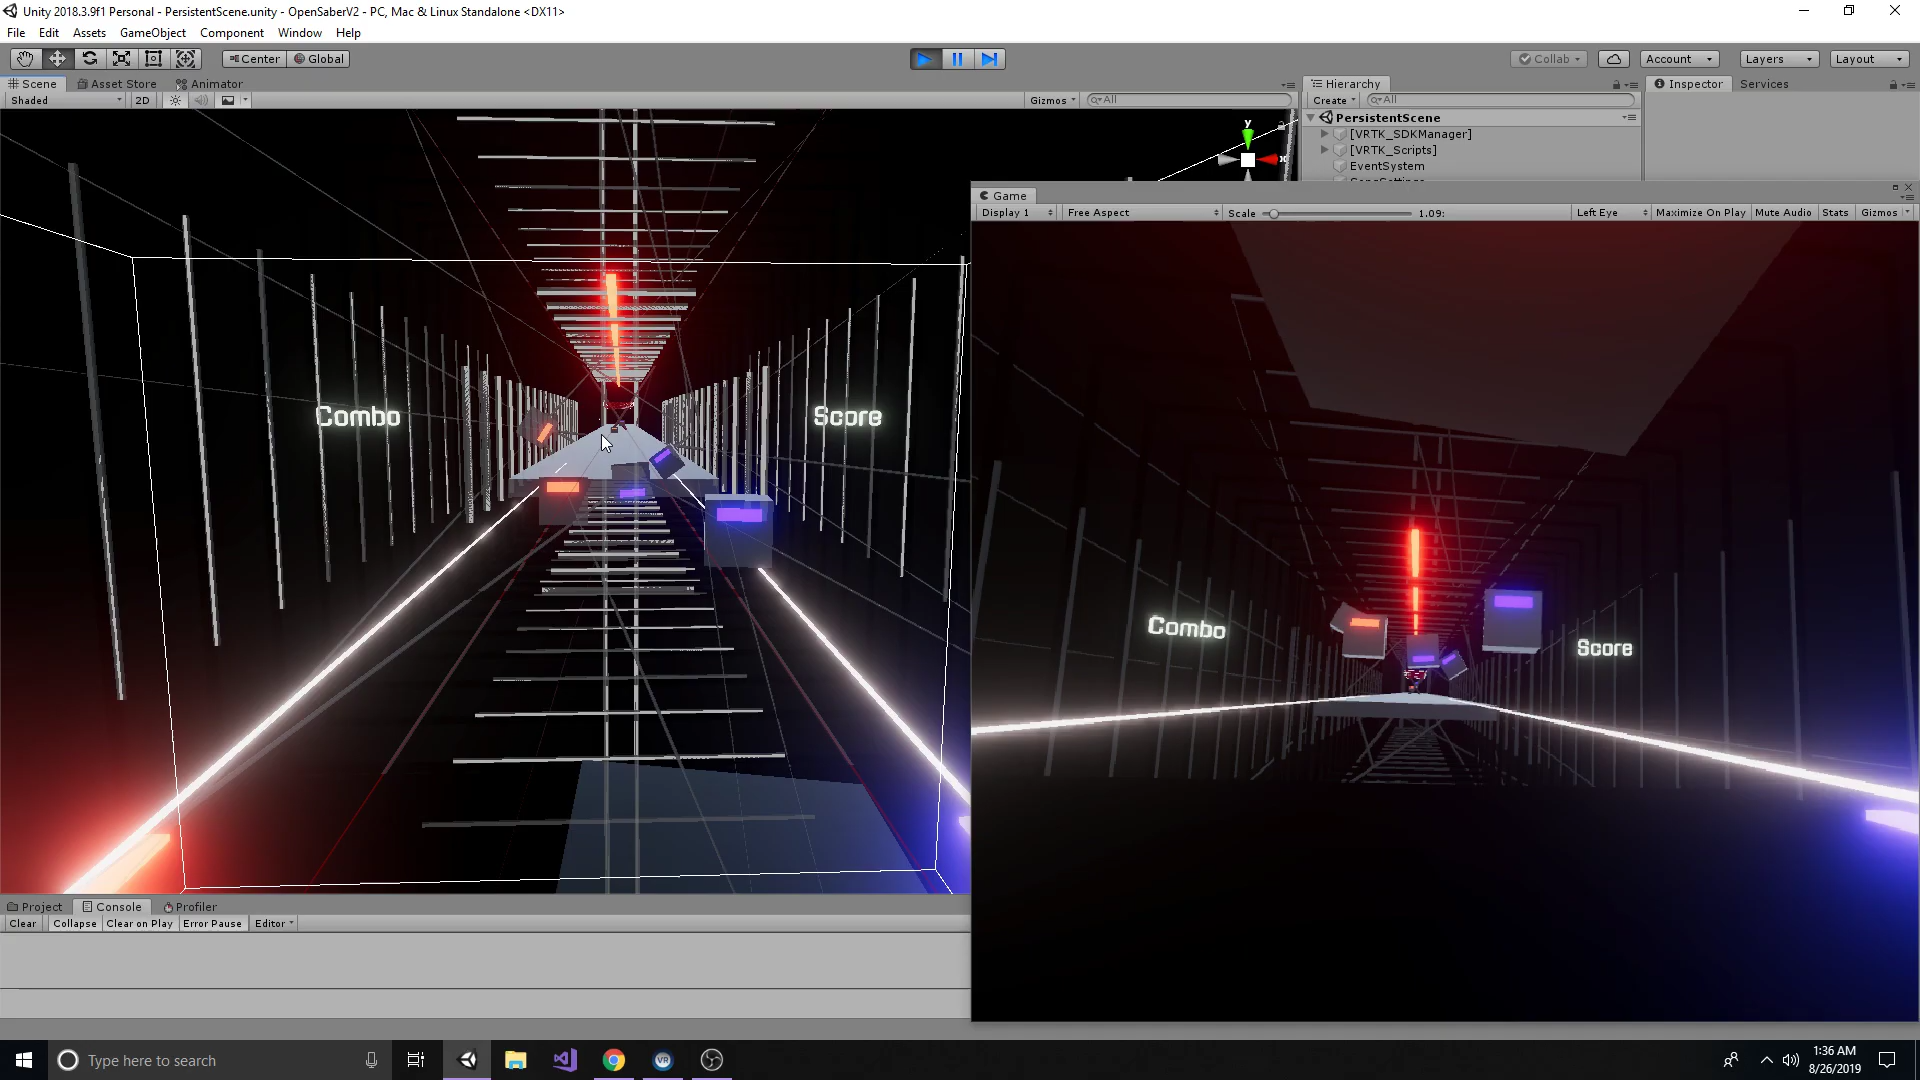 Unity 2018.3.9f1 Personal - PersistentScene.unity - OpenSaberV2 - PC, Mac & Linux Standalone <DX11>
File Edit Assets GameObject Component Window Help
Center Global Collab Account Layers Layout
Scene Asset Store Animator
Shaded 2D Gizmos All
Hierarchy
Create All
PersistentScene
[VRTK_SDKManager]
[VRTK_Scripts]
EventSystem
Inspector Services
y
x
Game
Display 1 Free Aspect Scale 1.09: Left Eye Maximize On Play Mute Audio Stats Gizmos
Combo Score
Combo Score
Project Console Profiler
Clear Collapse Clear on Play Error Pause Editor
Type here to search
VR
1:36 AM
8/26/2019